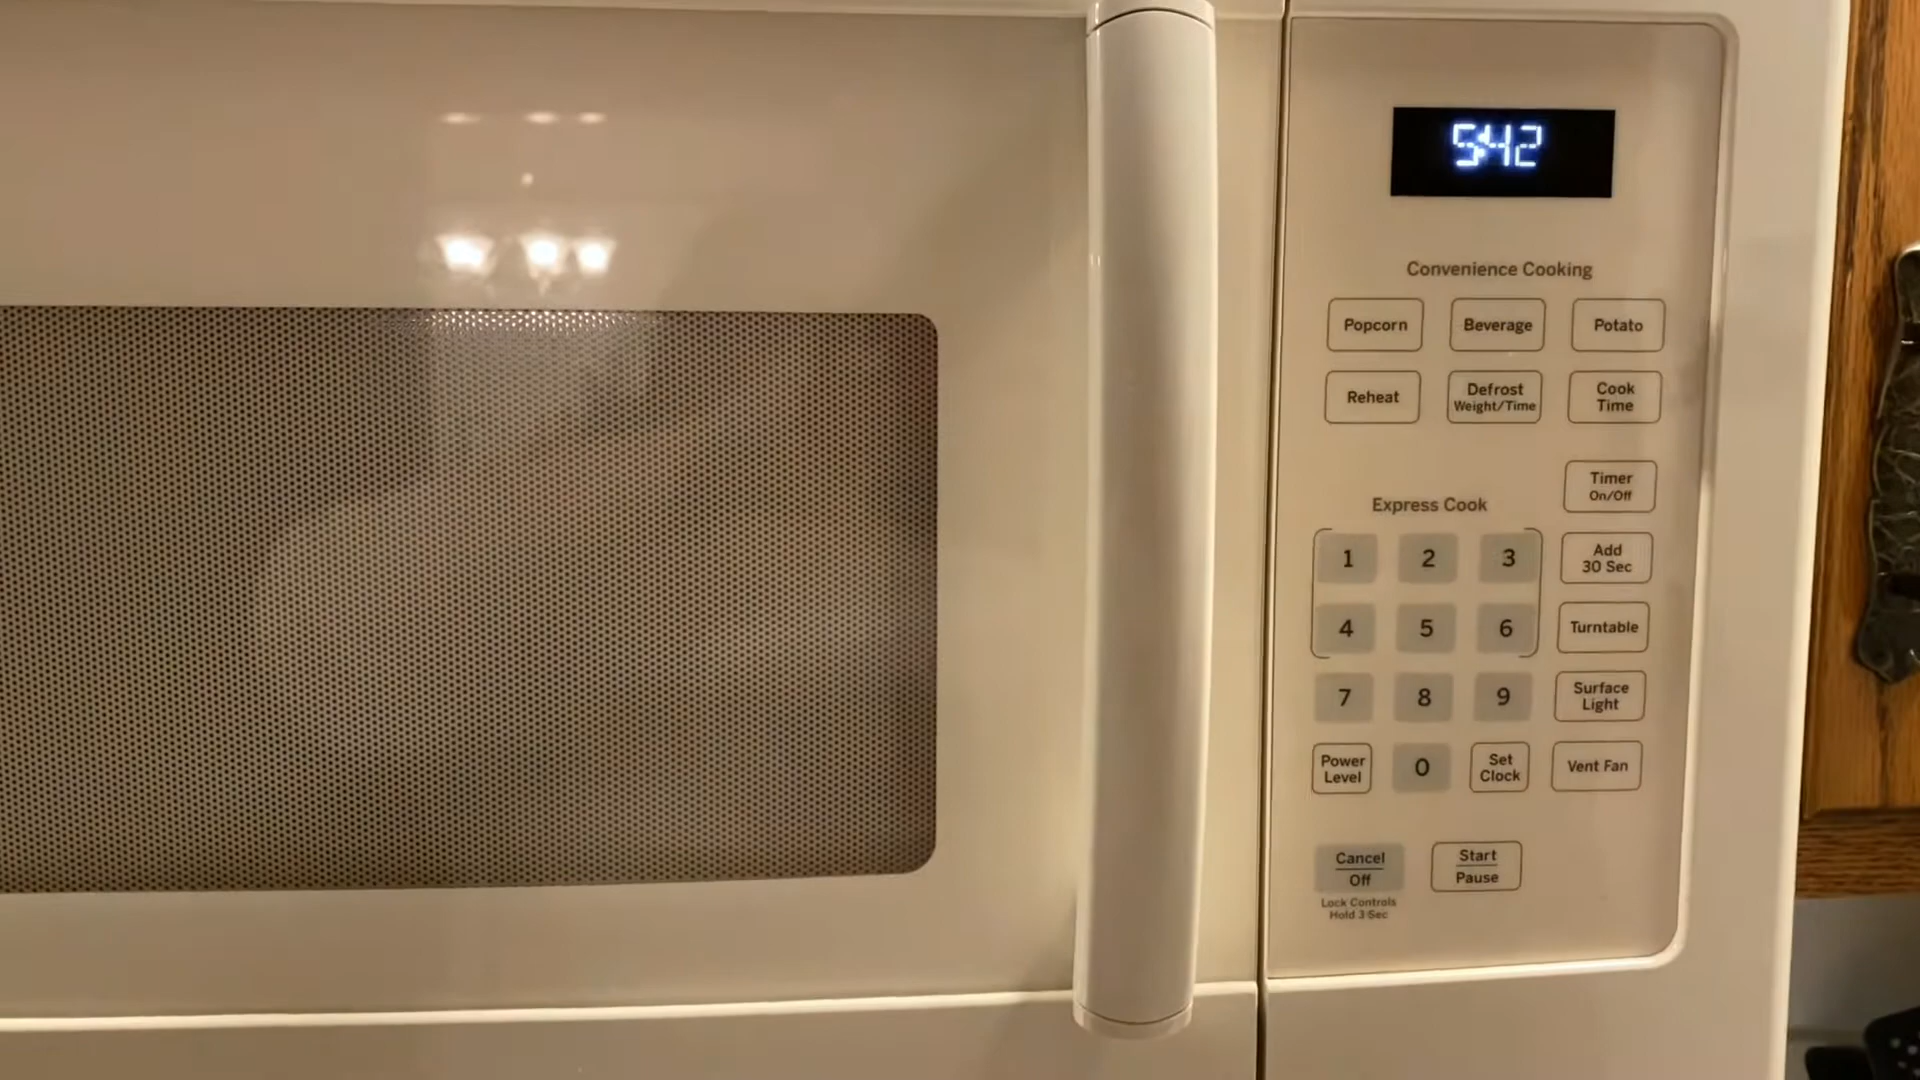 5:42
Convenience Cooking
Popcorn
Beverage
Potato
Reheat
Defrost
Weight/Time
Cook
Time
Timer
On/Off
Express Cook
1 2 3
Add
30 Sec
4 5 6
Turntable
7 8 9
Surface
Light
Power
Level
0
Set
Clock
Vent Fan
Cancel
Off
Start
Pause
Lock Controls
Hold 3 Sec